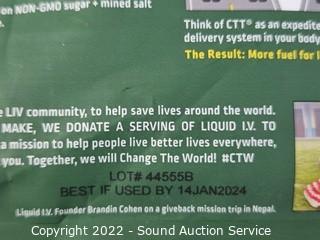 on NON-GMO sugar + mined salt
Think of CTT® as an expedite
delivery system in your body
The Result: More fuel for l
e LIV community, to help save lives around the world.
MAKE, WE DONATE A SERVING OF LIQUID I.V. TO
a mission to help people live better lives everywhere,
you. Together, we will Change The World! #CTW
LOT# 44555B
BEST IF USED BY 14JAN2024
Liquid I.V. Founder Brandin Cohen on a giveback mission trip in Nepal.
Copyright 2022 - Sound Auction Service